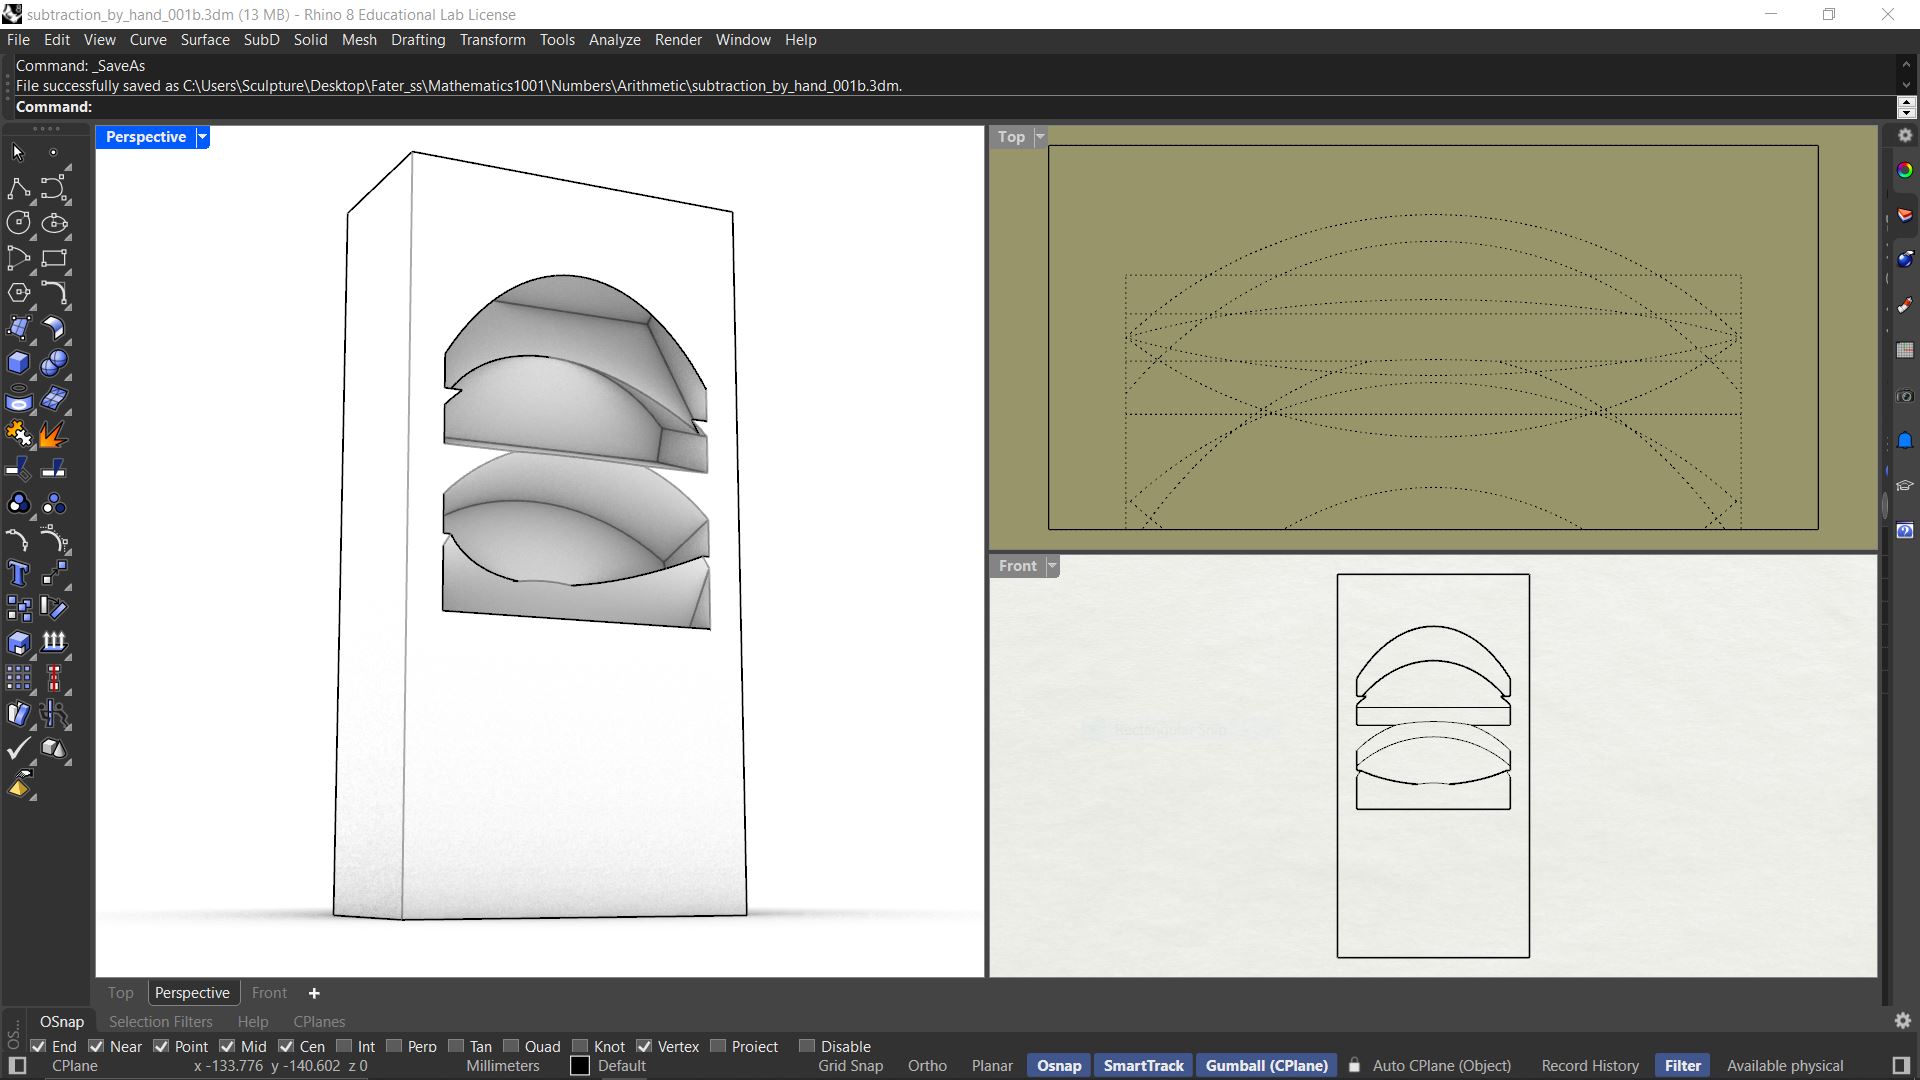 subtraction_by_hand_001b.3dm (13 MB) - Rhino 8 Educational Lab License
File Edit View Curve Surface SubD Solid Mesh Drafting Transform Tools Analyze Render Window Help
Command: _SaveAs
File successfully saved as C:\Users\Sculpture\Desktop\Fater_ss\Mathematics1001\Numbers\Arithmetic\subtraction_by_hand_001b.3dm.
Command:
Perspective
Top
Front
Rectangular Snip
Top Perspective Front
OS...
OSnap Selection Filters Help CPlanes
End Near Point Mid Cen Int Perp Tan Quad Knot Vertex Project Disable
CPlane x -133.776 y -140.602 z 0 Millimeters Default Grid Snap Ortho Planar Osnap SmartTrack Gumball (CPlane) Auto CPlane (Object) Record History Filter Available physical